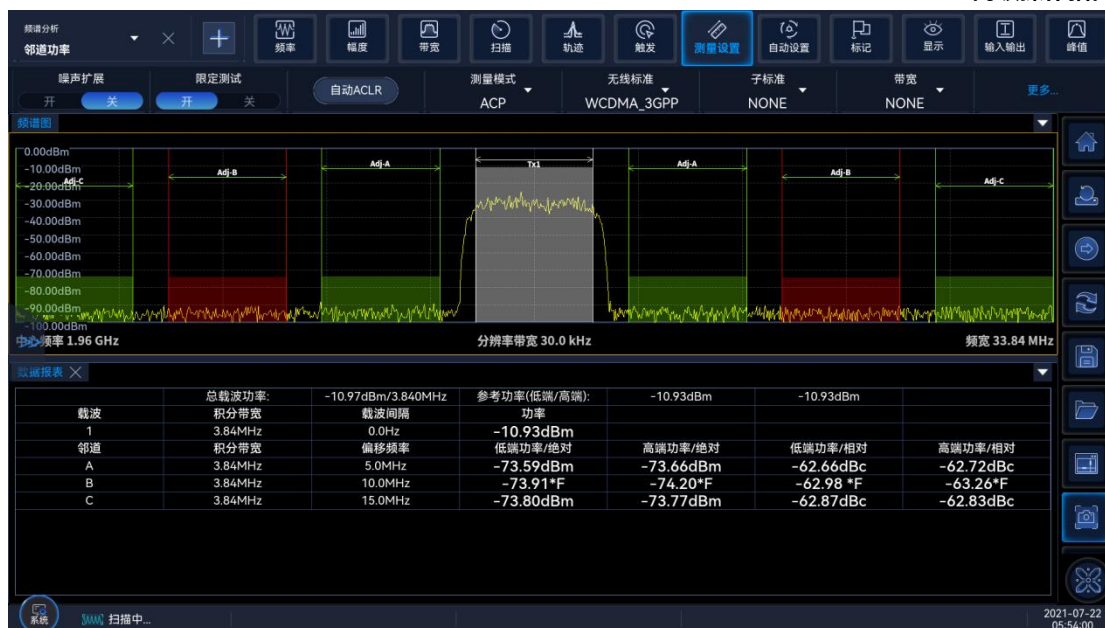 频谱分析
邻道功率
频率
幅度
带宽
扫描
轨迹
触发
测量设置
自动设置
标记
显示
输入输出
峰值
噪声扩展
开 关
限定测试
开 关
自动ACLR
测量模式
ACP
无线标准
WCDMA_3GPP
子标准
NONE
带宽
NONE
更多...
频谱图
0.00dBm
-10.00dBm
-20.00dBm
-30.00dBm
-40.00dBm
-50.00dBm
-60.00dBm
-70.00dBm
-80.00dBm
-90.00dBm
-100.00dBm
Adj-C
Adj-B
Adj-A
Tx1
Adj-A
Adj-B
Adj-C
中心频率 1.96 GHz
分辨率带宽 30.0 kHz
频宽 33.84 MHz
数据报表
总载波功率: -10.97dBm/3.840MHz 参考功率(低端/高端): -10.93dBm -10.93dBm
载波 积分带宽 载波间隔 功率
1 3.84MHz 0.0Hz -10.93dBm
邻道 积分带宽 偏移频率 低端功率/绝对 高端功率/绝对 低端功率/相对 高端功率/相对
A 3.84MHz 5.0MHz -73.59dBm -73.66dBm -62.66dBc -62.72dBc
B 3.84MHz 10.0MHz -73.91*F -74.20*F -62.98 *F -63.26*F
C 3.84MHz 15.0MHz -73.80dBm -73.77dBm -62.87dBc -62.83dBc
系统
扫描中...
2021-07-22
05:54:00